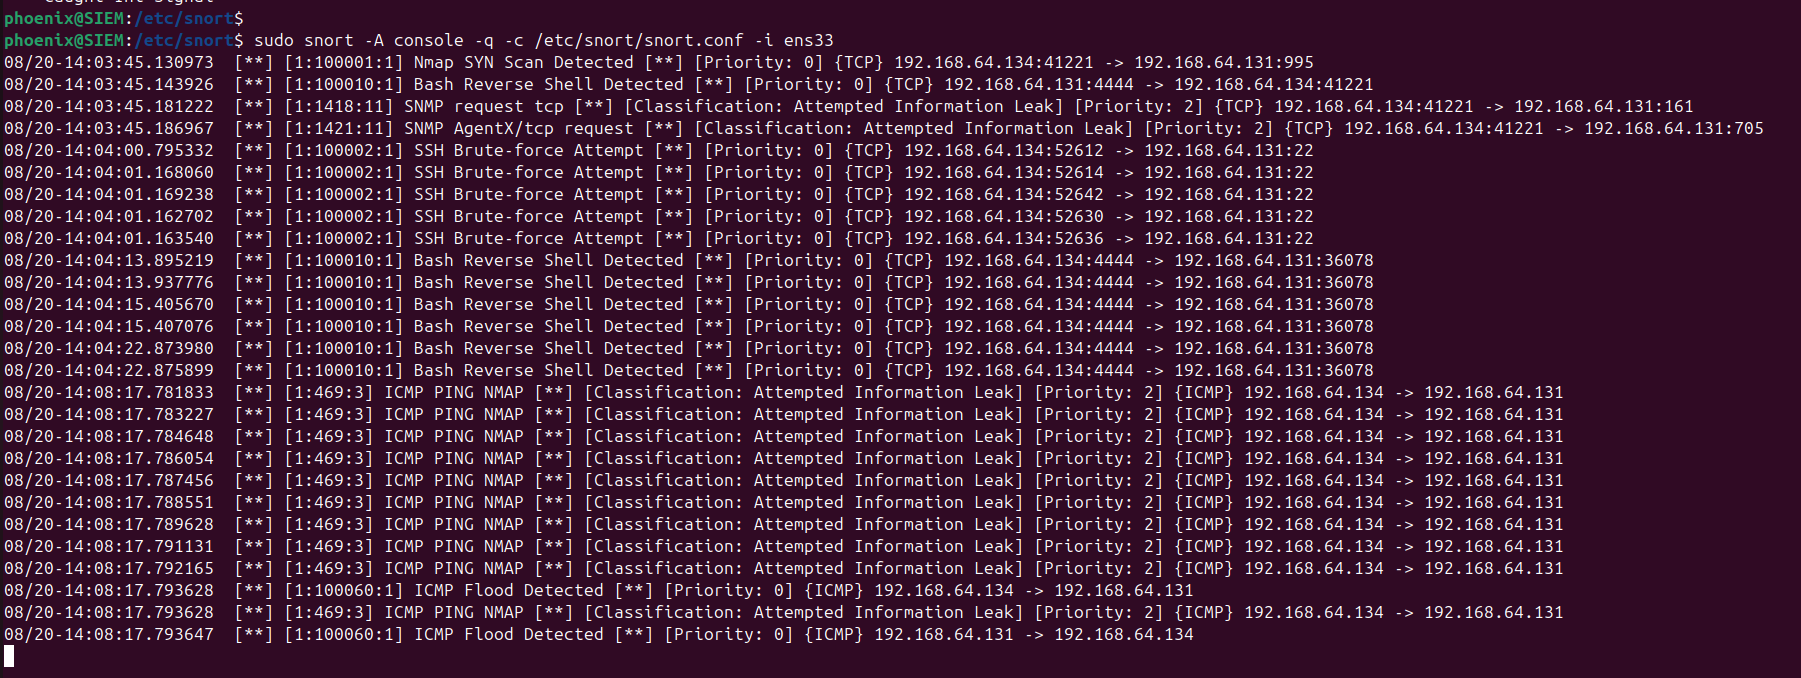 Caught Int-Signal
phoenix@SIEM:/etc/snort$
phoenix@SIEM:/etc/snort$ sudo snort -A console -q -c /etc/snort/snort.conf -i ens33
08/20-14:03:45.130973  [**] [1:100001:1] Nmap SYN Scan Detected [**] [Priority: 0] {TCP} 192.168.64.134:41221 -> 192.168.64.131:995
08/20-14:03:45.143926  [**] [1:100010:1] Bash Reverse Shell Detected [**] [Priority: 0] {TCP} 192.168.64.131:4444 -> 192.168.64.134:41221
08/20-14:03:45.181222  [**] [1:1418:11] SNMP request tcp [**] [Classification: Attempted Information Leak] [Priority: 2] {TCP} 192.168.64.134:41221 -> 192.168.64.131:161
08/20-14:03:45.186967  [**] [1:1421:11] SNMP AgentX/tcp request [**] [Classification: Attempted Information Leak] [Priority: 2] {TCP} 192.168.64.134:41221 -> 192.168.64.131:705
08/20-14:04:00.795332  [**] [1:100002:1] SSH Brute-force Attempt [**] [Priority: 0] {TCP} 192.168.64.134:52612 -> 192.168.64.131:22
08/20-14:04:01.168060  [**] [1:100002:1] SSH Brute-force Attempt [**] [Priority: 0] {TCP} 192.168.64.134:52614 -> 192.168.64.131:22
08/20-14:04:01.169238  [**] [1:100002:1] SSH Brute-force Attempt [**] [Priority: 0] {TCP} 192.168.64.134:52642 -> 192.168.64.131:22
08/20-14:04:01.162702  [**] [1:100002:1] SSH Brute-force Attempt [**] [Priority: 0] {TCP} 192.168.64.134:52630 -> 192.168.64.131:22
08/20-14:04:01.163540  [**] [1:100002:1] SSH Brute-force Attempt [**] [Priority: 0] {TCP} 192.168.64.134:52636 -> 192.168.64.131:22
08/20-14:04:13.895219  [**] [1:100010:1] Bash Reverse Shell Detected [**] [Priority: 0] {TCP} 192.168.64.134:4444 -> 192.168.64.131:36078
08/20-14:04:13.937776  [**] [1:100010:1] Bash Reverse Shell Detected [**] [Priority: 0] {TCP} 192.168.64.134:4444 -> 192.168.64.131:36078
08/20-14:04:15.405670  [**] [1:100010:1] Bash Reverse Shell Detected [**] [Priority: 0] {TCP} 192.168.64.134:4444 -> 192.168.64.131:36078
08/20-14:04:15.407076  [**] [1:100010:1] Bash Reverse Shell Detected [**] [Priority: 0] {TCP} 192.168.64.134:4444 -> 192.168.64.131:36078
08/20-14:04:22.873980  [**] [1:100010:1] Bash Reverse Shell Detected [**] [Priority: 0] {TCP} 192.168.64.134:4444 -> 192.168.64.131:36078
08/20-14:04:22.875899  [**] [1:100010:1] Bash Reverse Shell Detected [**] [Priority: 0] {TCP} 192.168.64.134:4444 -> 192.168.64.131:36078
08/20-14:08:17.781833  [**] [1:469:3] ICMP PING NMAP [**] [Classification: Attempted Information Leak] [Priority: 2] {ICMP} 192.168.64.134 -> 192.168.64.131
08/20-14:08:17.783227  [**] [1:469:3] ICMP PING NMAP [**] [Classification: Attempted Information Leak] [Priority: 2] {ICMP} 192.168.64.134 -> 192.168.64.131
08/20-14:08:17.784648  [**] [1:469:3] ICMP PING NMAP [**] [Classification: Attempted Information Leak] [Priority: 2] {ICMP} 192.168.64.134 -> 192.168.64.131
08/20-14:08:17.786054  [**] [1:469:3] ICMP PING NMAP [**] [Classification: Attempted Information Leak] [Priority: 2] {ICMP} 192.168.64.134 -> 192.168.64.131
08/20-14:08:17.787456  [**] [1:469:3] ICMP PING NMAP [**] [Classification: Attempted Information Leak] [Priority: 2] {ICMP} 192.168.64.134 -> 192.168.64.131
08/20-14:08:17.788551  [**] [1:469:3] ICMP PING NMAP [**] [Classification: Attempted Information Leak] [Priority: 2] {ICMP} 192.168.64.134 -> 192.168.64.131
08/20-14:08:17.789628  [**] [1:469:3] ICMP PING NMAP [**] [Classification: Attempted Information Leak] [Priority: 2] {ICMP} 192.168.64.134 -> 192.168.64.131
08/20-14:08:17.791131  [**] [1:469:3] ICMP PING NMAP [**] [Classification: Attempted Information Leak] [Priority: 2] {ICMP} 192.168.64.134 -> 192.168.64.131
08/20-14:08:17.792165  [**] [1:469:3] ICMP PING NMAP [**] [Classification: Attempted Information Leak] [Priority: 2] {ICMP} 192.168.64.134 -> 192.168.64.131
08/20-14:08:17.793628  [**] [1:100060:1] ICMP Flood Detected [**] [Priority: 0] {ICMP} 192.168.64.134 -> 192.168.64.131
08/20-14:08:17.793628  [**] [1:469:3] ICMP PING NMAP [**] [Classification: Attempted Information Leak] [Priority: 2] {ICMP} 192.168.64.134 -> 192.168.64.131
08/20-14:08:17.793647  [**] [1:100060:1] ICMP Flood Detected [**] [Priority: 0] {ICMP} 192.168.64.131 -> 192.168.64.134